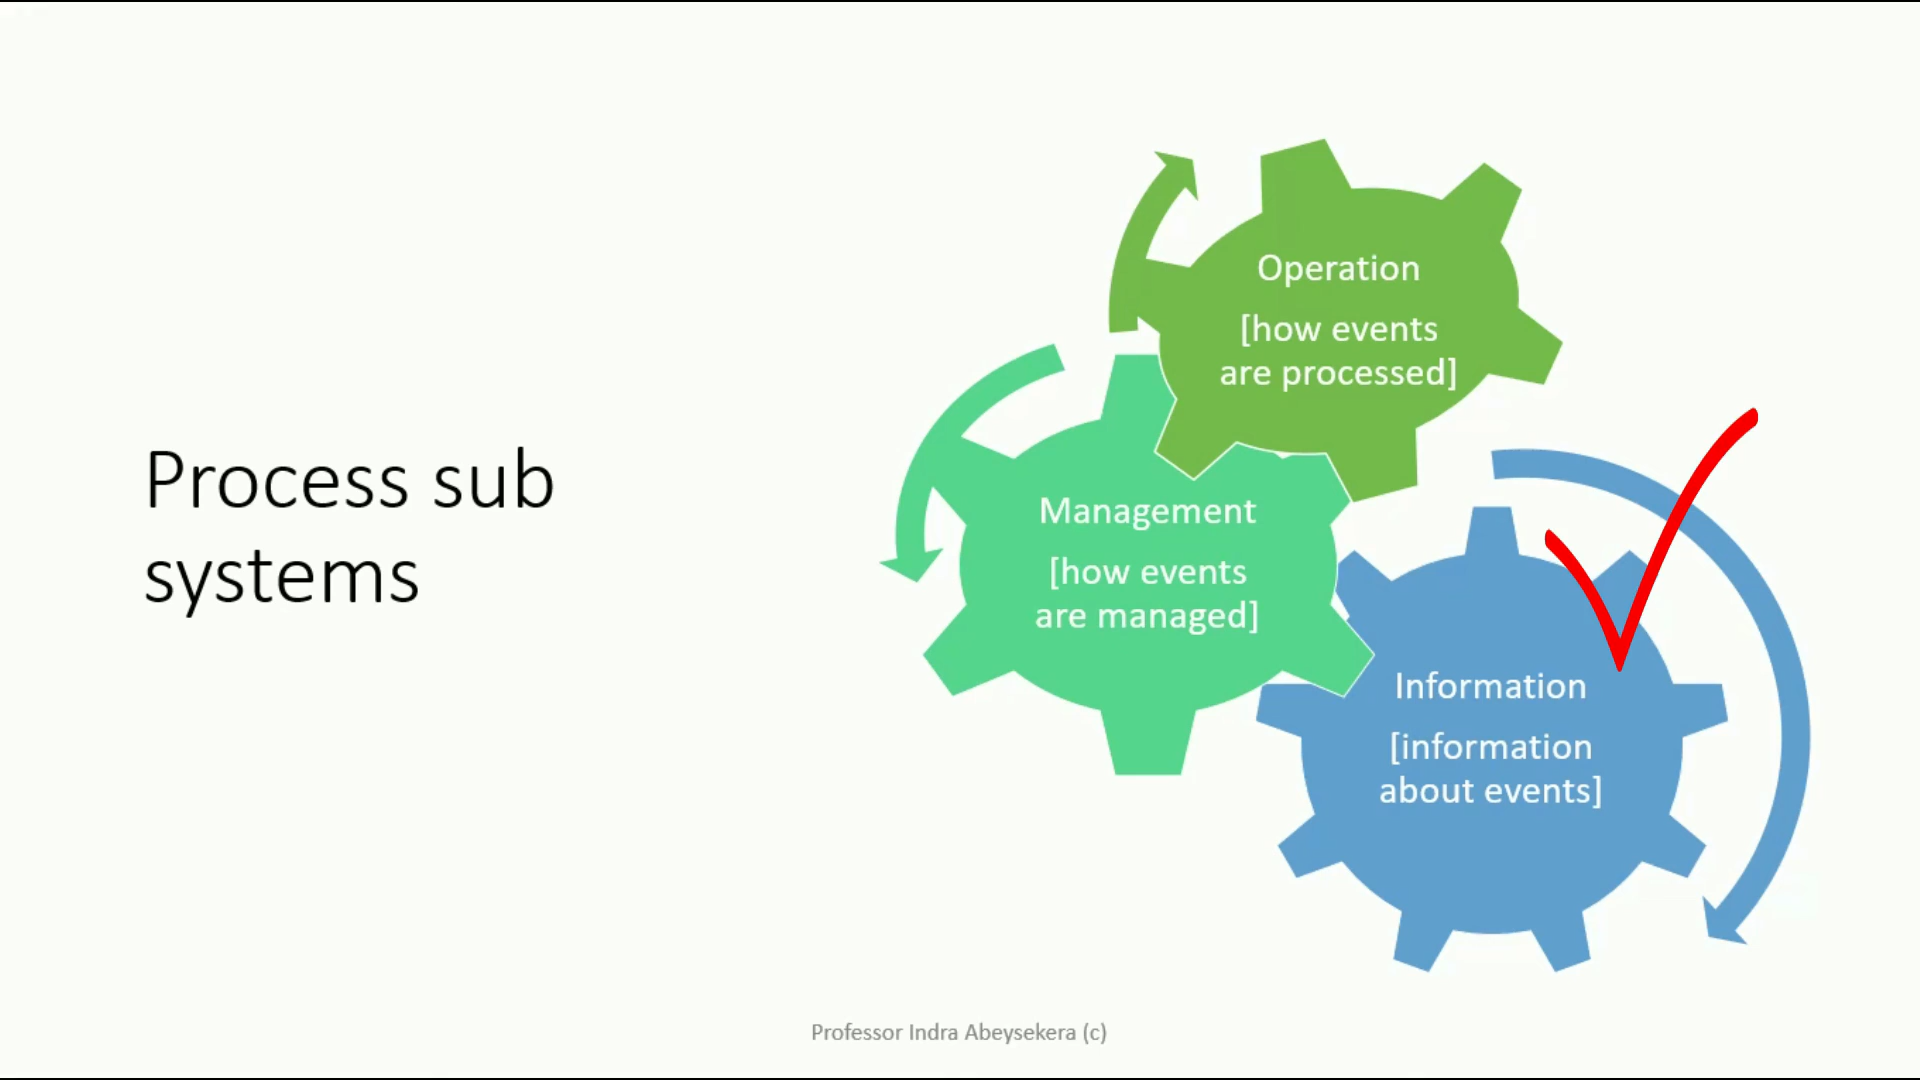 Process sub
systems
Operation
[how events
are processed]
Management
[how events
are managed]
Information
[information
about events]
Professor Indra Abeysekera (c)